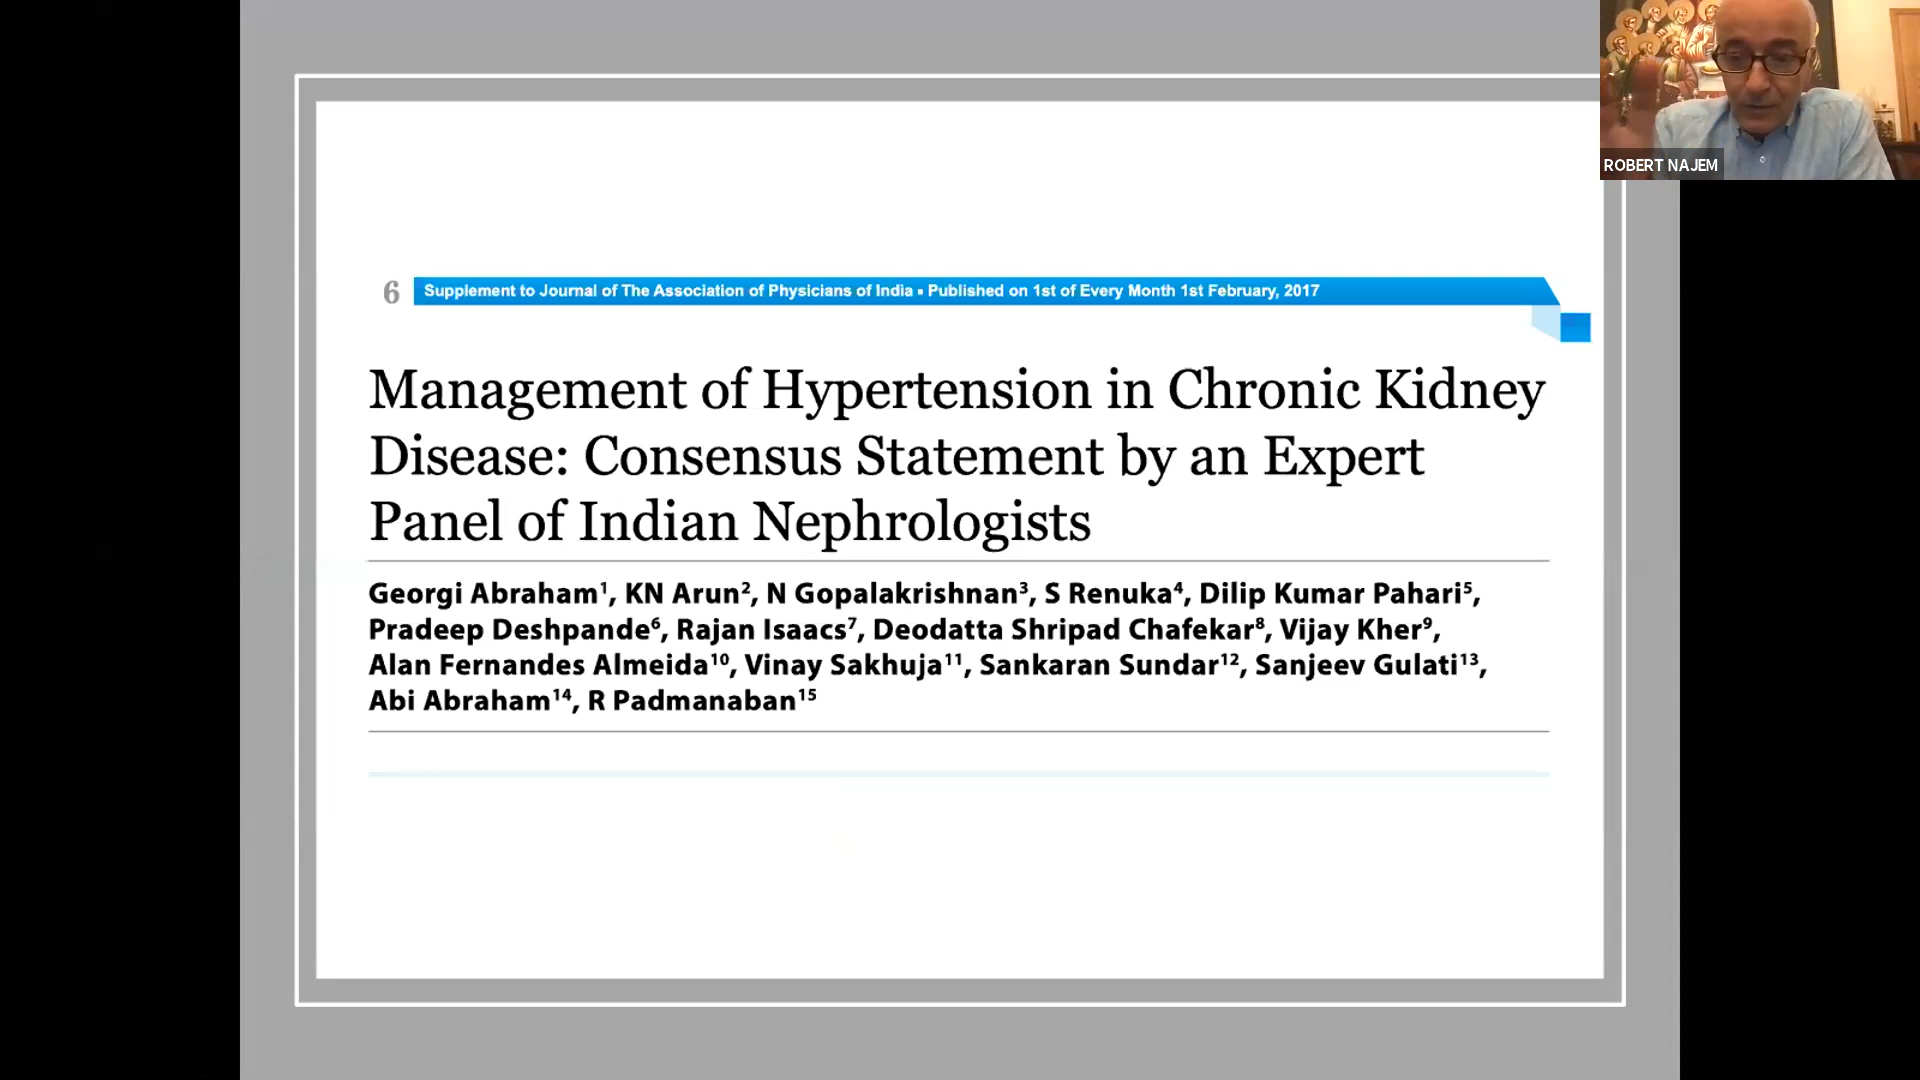 ROBERT NAJEM
6 Supplement to Journal of The Association of Physicians of India ▪ Published on 1st of Every Month 1st February, 2017
Management of Hypertension in Chronic Kidney
Disease: Consensus Statement by an Expert
Panel of Indian Nephrologists
Georgi Abraham¹, KN Arun², N Gopalakrishnan³, S Renuka⁴, Dilip Kumar Pahari⁵,
Pradeep Deshpande⁶, Rajan Isaacs⁷, Deodatta Shripad Chafekar⁸, Vijay Kher⁹,
Alan Fernandes Almeida¹⁰, Vinay Sakhuja¹¹, Sankaran Sundar¹², Sanjeev Gulati¹³,
Abi Abraham¹⁴, R Padmanaban¹⁵